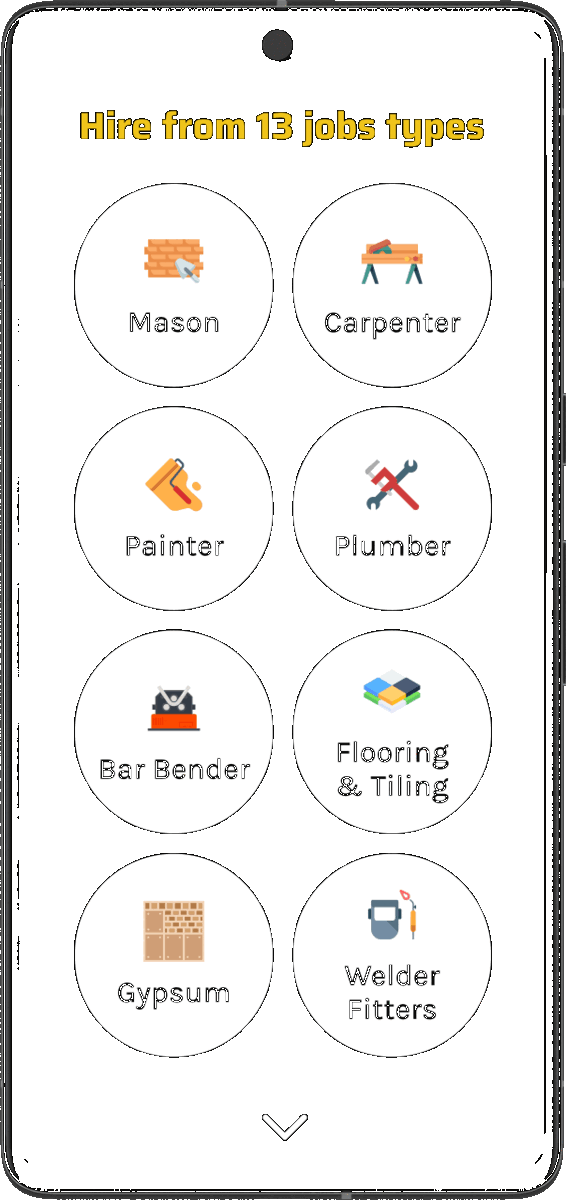 Hire from 13 jobs types
Mason
Carpenter
Painter
Plumber
Bar Bender
Flooring
& Tiling
Gypsum
Welder
Fitters